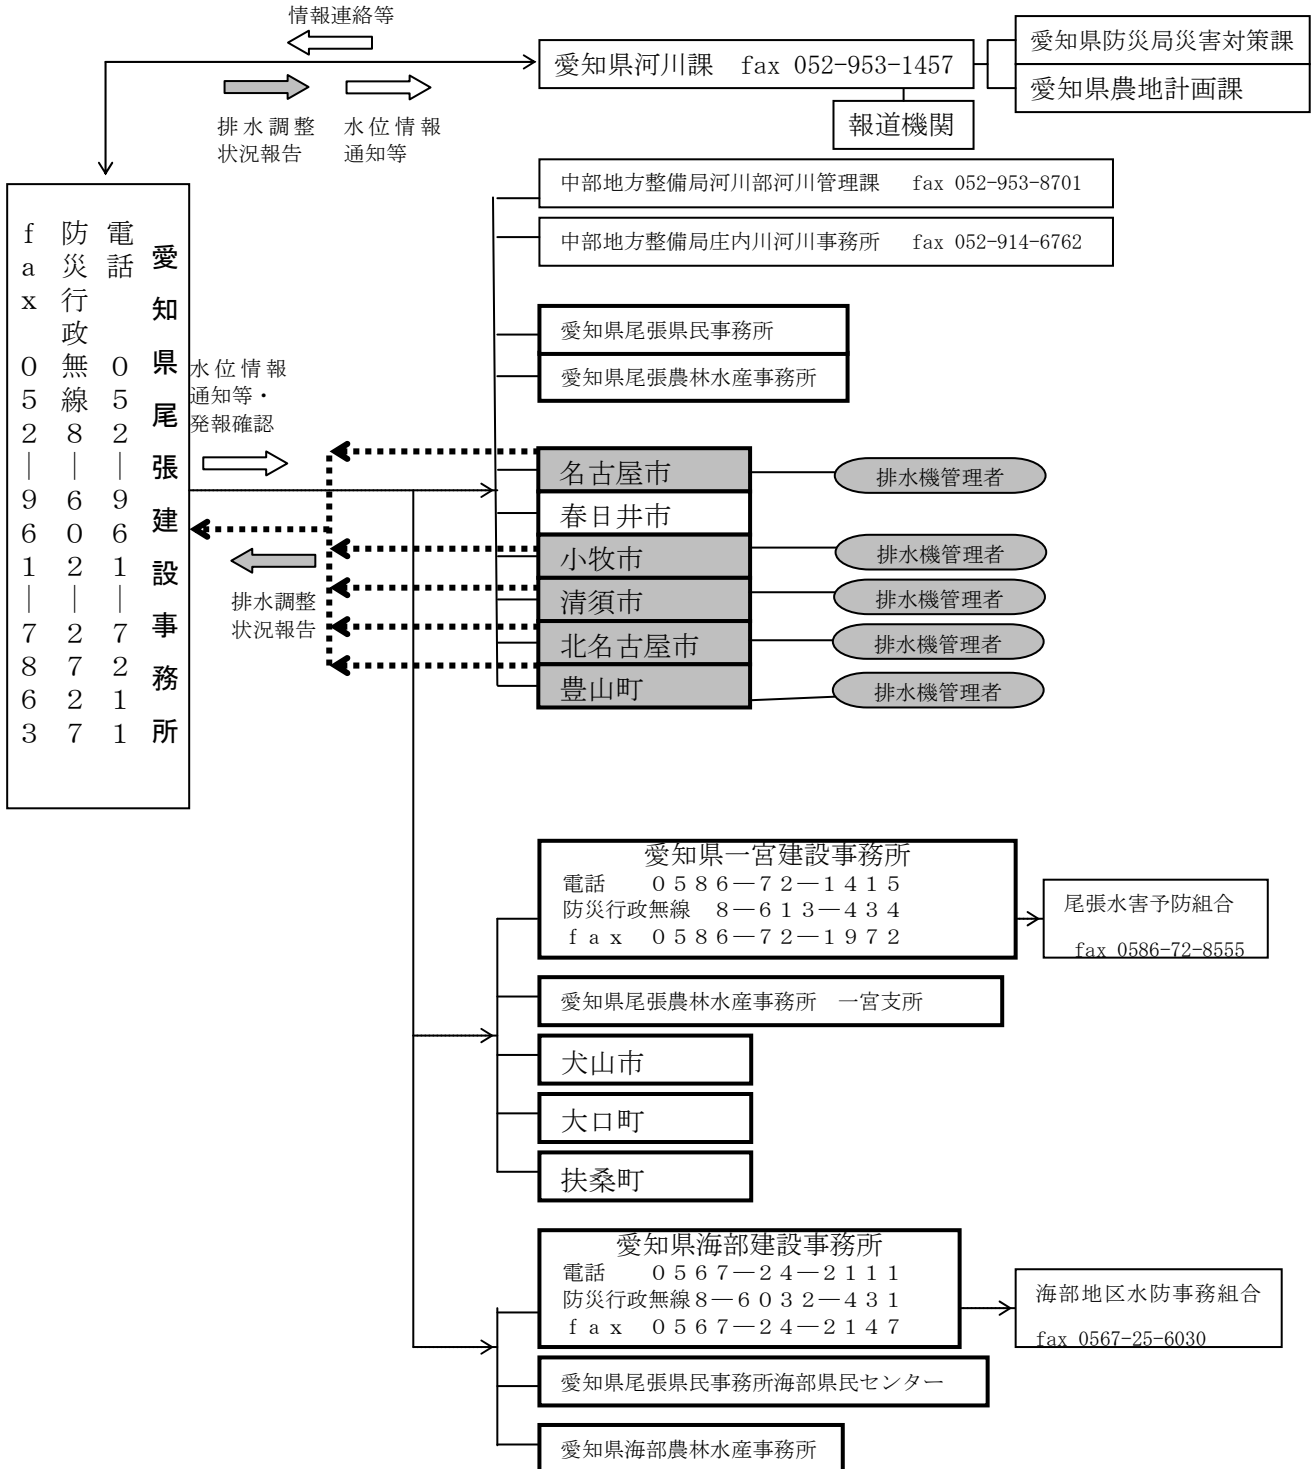 情報連絡等
愛知県河川課　fax 052-953-1457
愛知県防災局災害対策課
愛知県農地計画課
報道機関
排水調整
状況報告
水位情報
通知等
愛知県尾張建設事務所
電話　０５２―９６１―７２１１
防災行政無線８―６０２―２７２７
ｆａｘ　０５２―９６１―７８６３
中部地方整備局河川部河川管理課　fax 052-953-8701
中部地方整備局庄内川河川事務所　fax 052-914-6762
愛知県尾張県民事務所
愛知県尾張農林水産事務所
水位情報
通知等・
発報確認
排水調整
状況報告
名古屋市
排水機管理者
春日井市
小牧市
排水機管理者
清須市
排水機管理者
北名古屋市
排水機管理者
豊山町
排水機管理者
愛知県一宮建設事務所
電話　０５８６―７２―１４１５
防災行政無線　８―６１３―４３４
ｆａｘ　０５８６―７２―１９７２
尾張水害予防組合
fax 0586-72-8555
愛知県尾張農林水産事務所　一宮支所
犬山市
大口町
扶桑町
愛知県海部建設事務所
電話　０５６７―２４―２１１１
防災行政無線８―６０３２―４３１
ｆａｘ　０５６７―２４―２１４７
海部地区水防事務組合
fax 0567-25-6030
愛知県尾張県民事務所海部県民センター
愛知県海部農林水産事務所